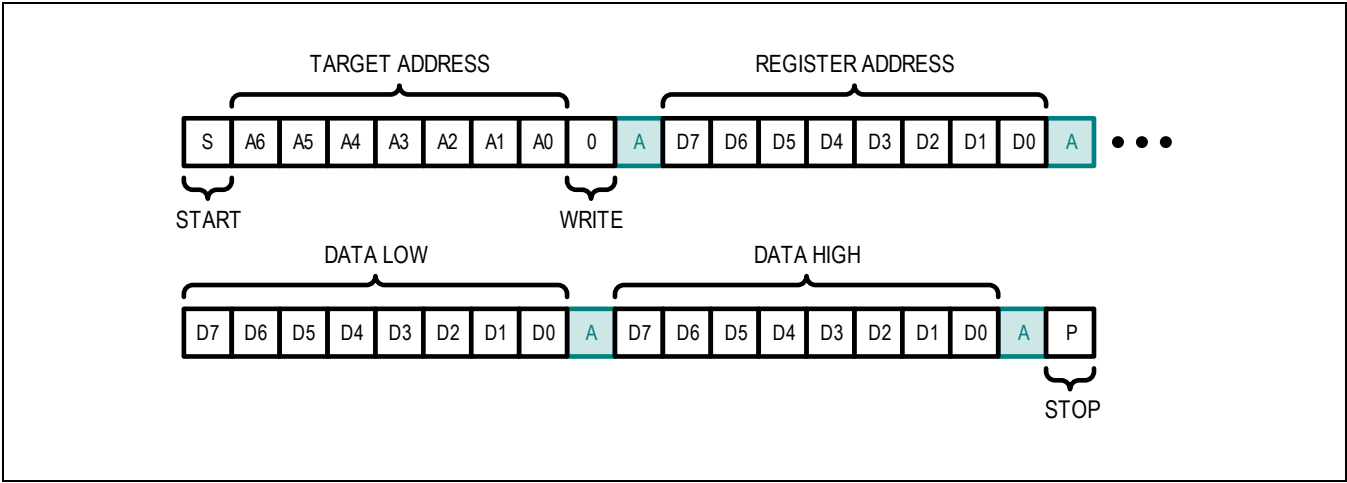 TARGET ADDRESS REGISTER ADDRESS
S A6 A5 A4 A3 A2 A1 A0 0 A D7 D6 D5 D4 D3 D2 D1 D0 A
START WRITE
DATA LOW DATA HIGH
D7 D6 D5 D4 D3 D2 D1 D0 A D7 D6 D5 D4 D3 D2 D1 D0 A P
STOP